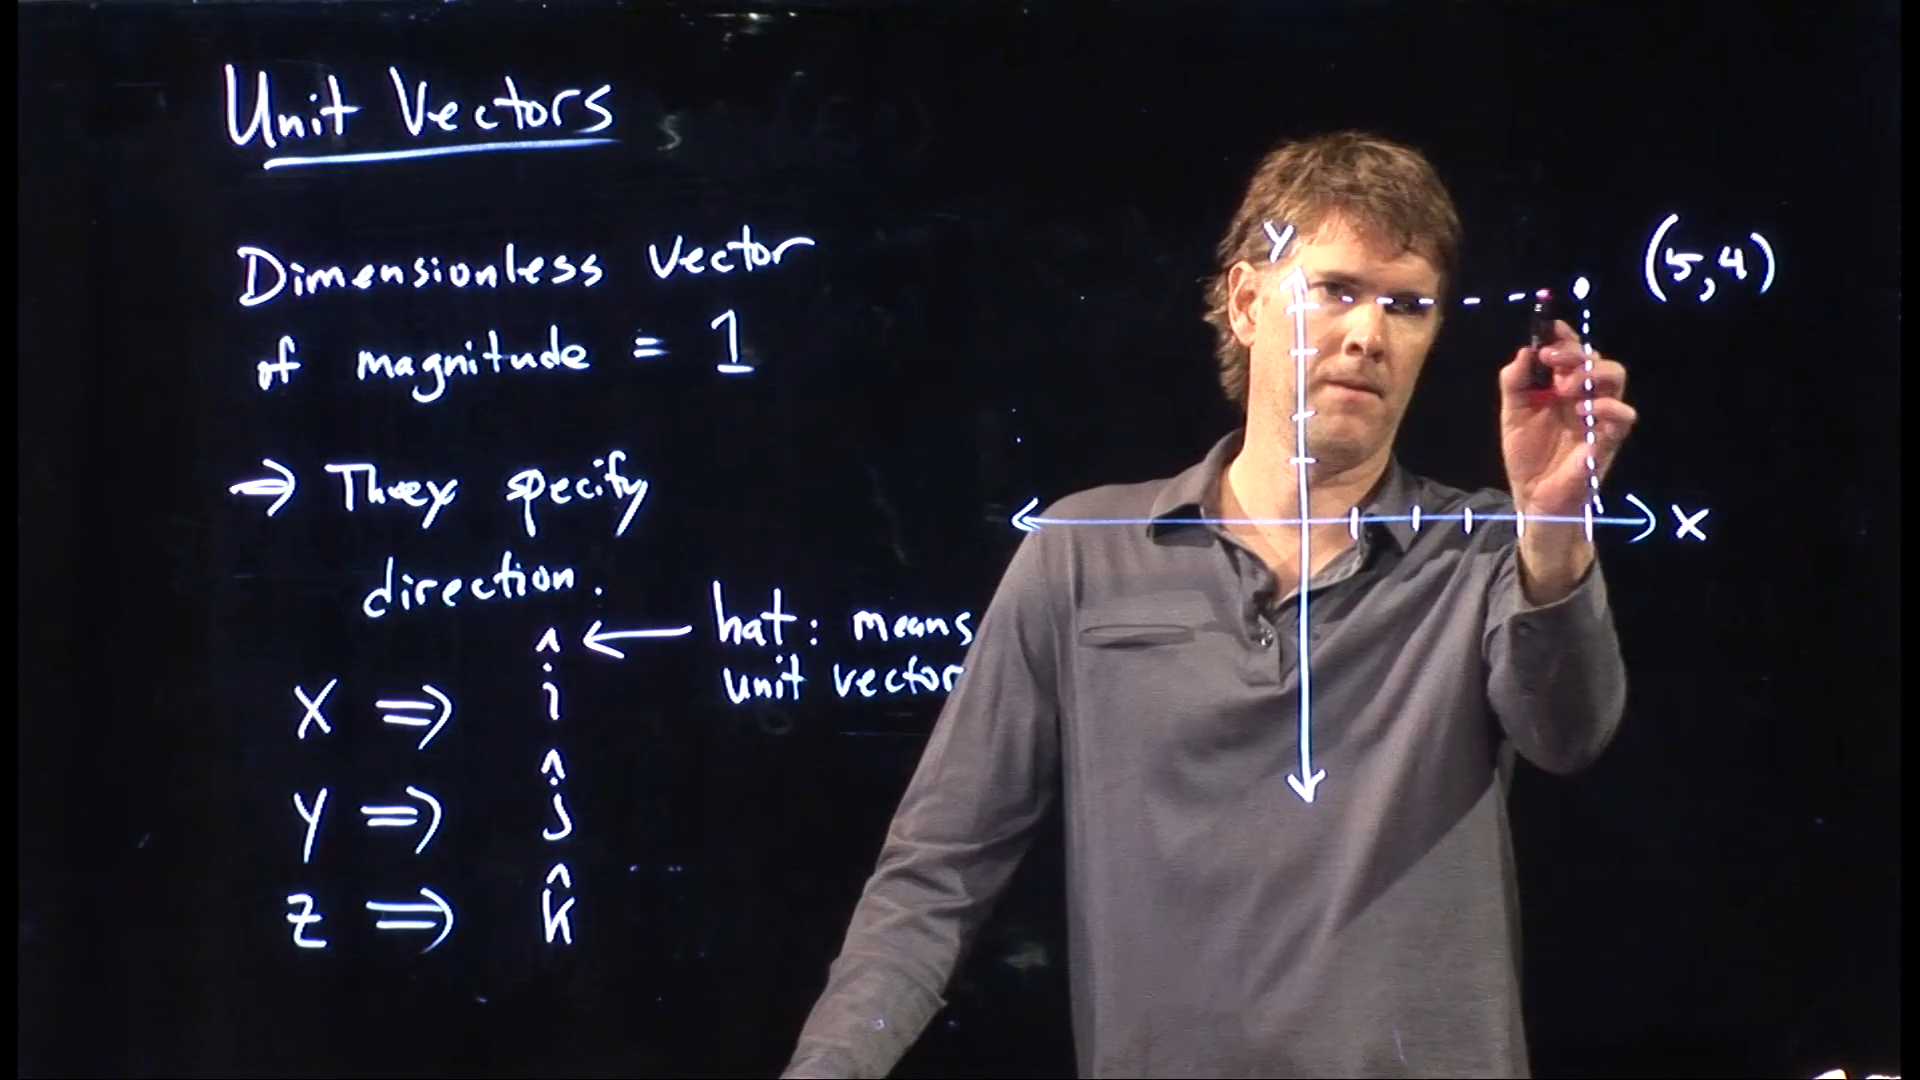 Unit Vectors
Dimensionless Vector
of magnitude = 1
⇒ They specify
direction.
^ ← hat: means
unit vector
X ⇒ î
Y ⇒ ĵ
Z ⇒ k̂
Y
(5,4)
X